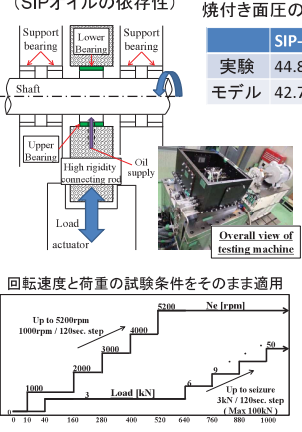 (SIPオイルの依存性)
焼付き面圧の
Support
bearing
Lower
Bearing
Support
bearing
SIP-
実験 44.8
モデル 42.7
Shaft
Upper
Bearing
High rigidity
connecting rod
Oil
supply
Load
actuator
Overall view of
testing machine
回転速度と荷重の試験条件をそのまま適用
Up to 5200rpm
1000rpm / 120sec. step
5200
Ne [rpm]
4000
3000
2000
1000
50
9
6
3
Load [kN]
Up to seizure
3kN / 120sec. step
( Max 100kN )
0
0 10 40 160 280 400 520 640 760 880 1000